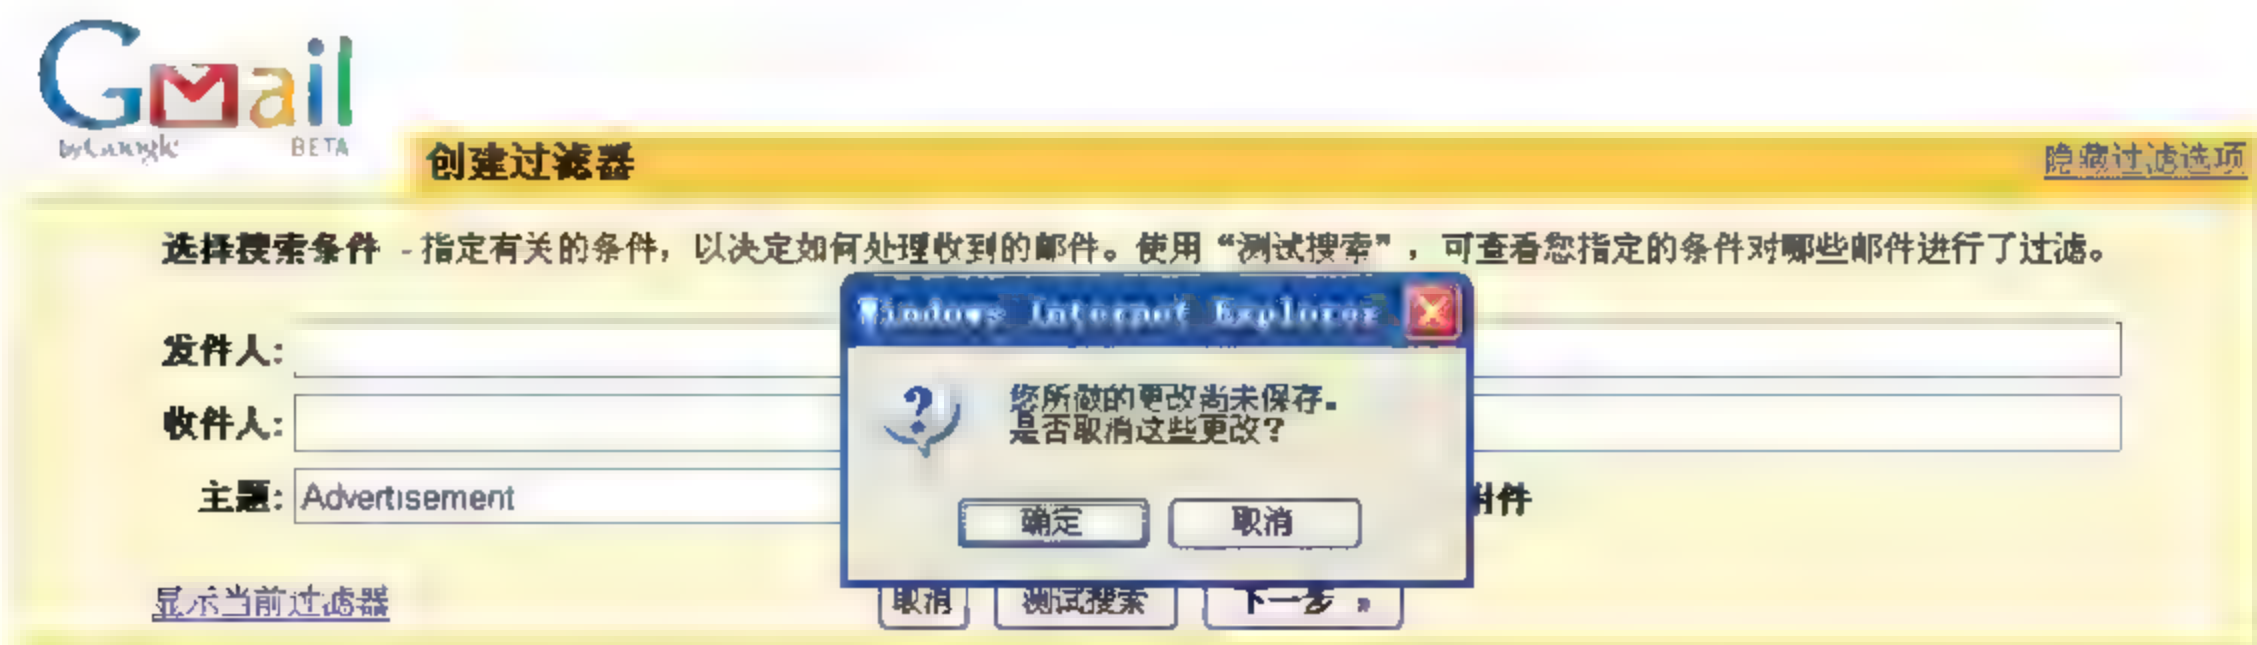 Gmail
by Google BETA
创建过滤器
隐藏过滤选项
选择搜索条件 - 指定有关的条件，以决定如何处理收到的邮件。使用“测试搜索”，可查看您指定的条件对哪些邮件进行了过滤。
Windows Internet Explorer
发件人:
您所做的更改尚未保存。
是否取消这些更改?
收件人:
主题: Advertisement
附件
确定 取消
显示当前过滤器
取消 测试搜索 下一步 »